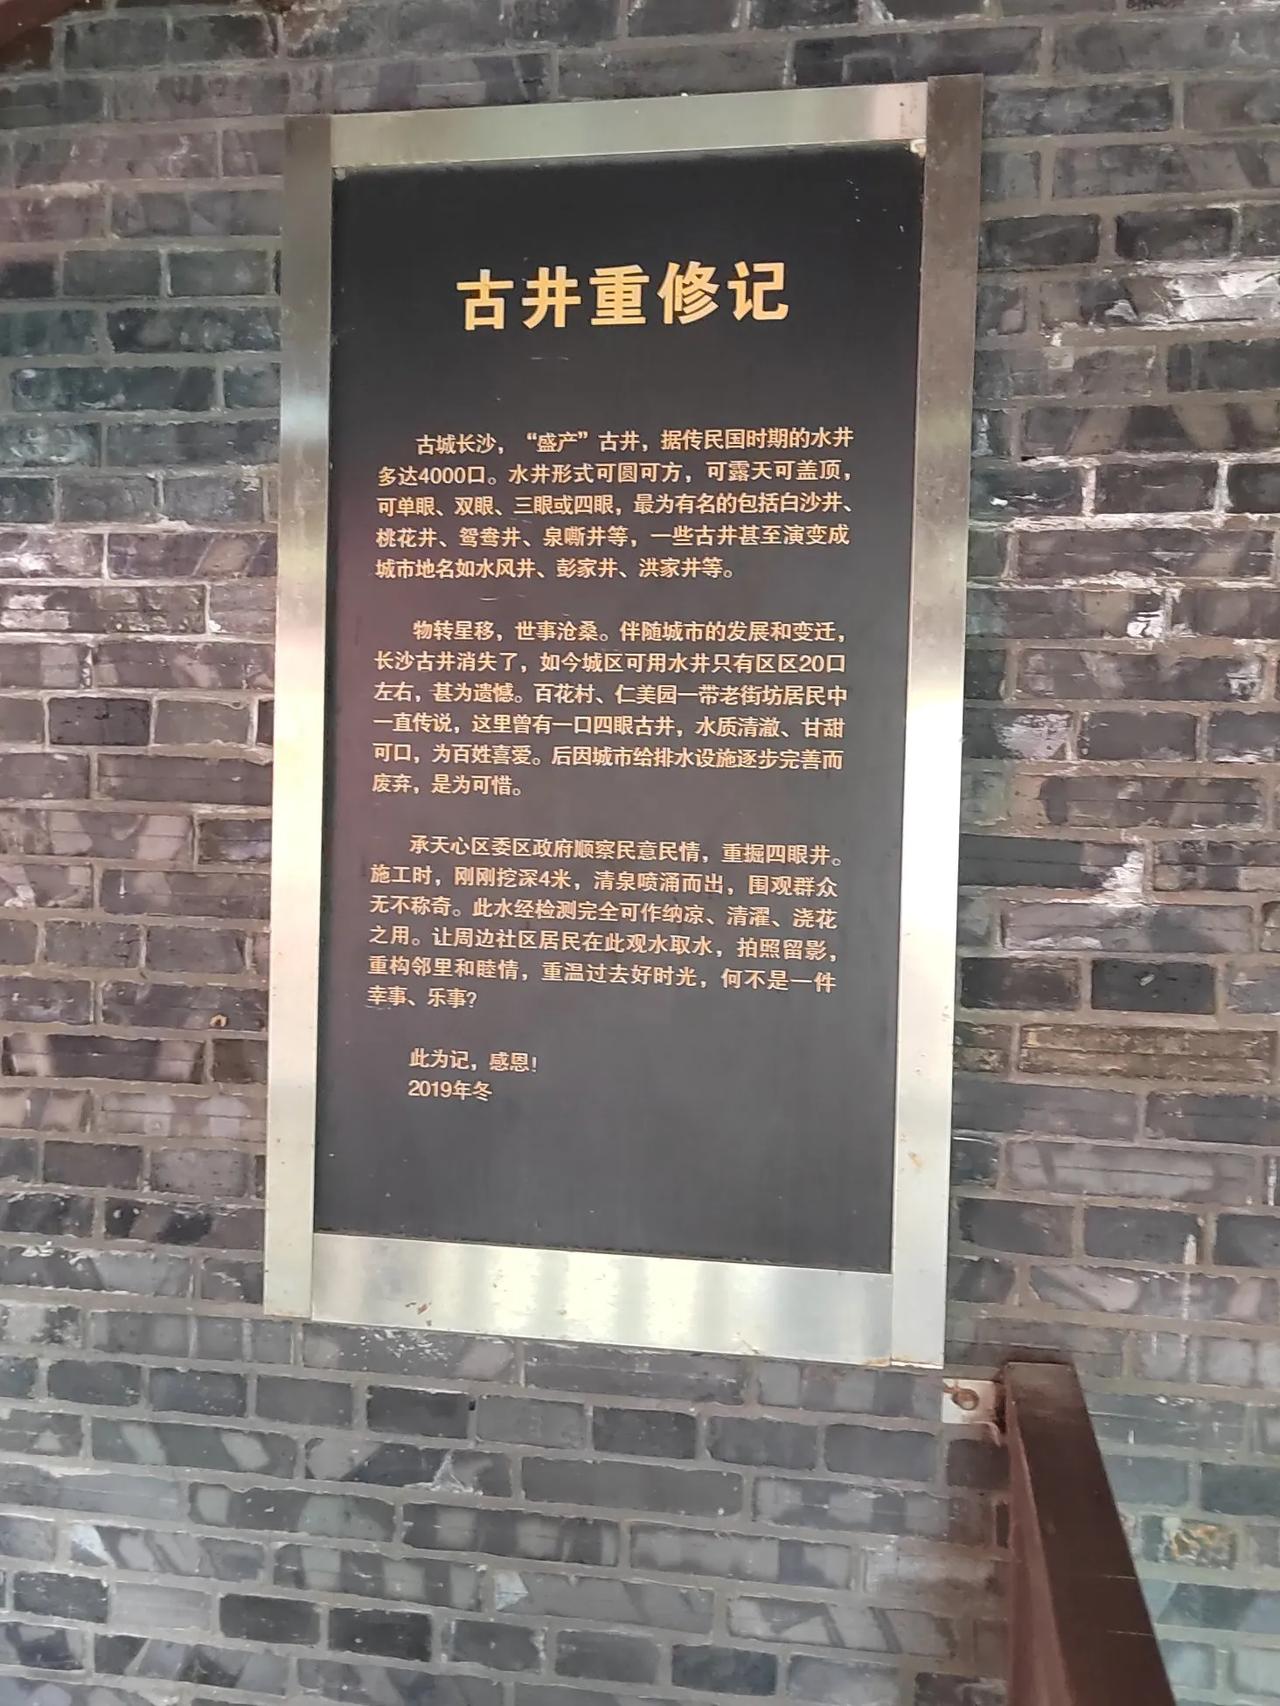 古井重修记
古城长沙，“盛产”古井，据传民国时期的水井
多达4000口。水井形式可圆可方，可露天可盖顶，
可单眼、双眼、三眼或四眼，最为有名的包括白沙井、
桃花井、鸳鸯井、泉嘶井等，一些古井甚至演变成
城市地名如水风井、彭家井、洪家井等。
物转星移，世事沧桑。伴随城市的发展和变迁，
长沙古井消失了，如今城区可用水井只有区区20口
左右，甚为遗憾。百花村、仁美园一带老街坊居民中
一直传说，这里曾有一口四眼古井，水质清澈、甘甜
可口，为百姓喜爱。后因城市给排水设施逐步完善而
废弃，是为可惜。
承天心区委区政府顺察民意民情，重掘四眼井。
施工时，刚刚挖深4米，清泉喷涌而出，围观群众
无不称奇。此水经检测完全可作纳凉、清濯、浇花
之用。让周边社区居民在此观水取水，拍照留影，
重构邻里和睦情，重温过去好时光，何不是一件
幸事、乐事？
此为记，感恩！
2019年冬